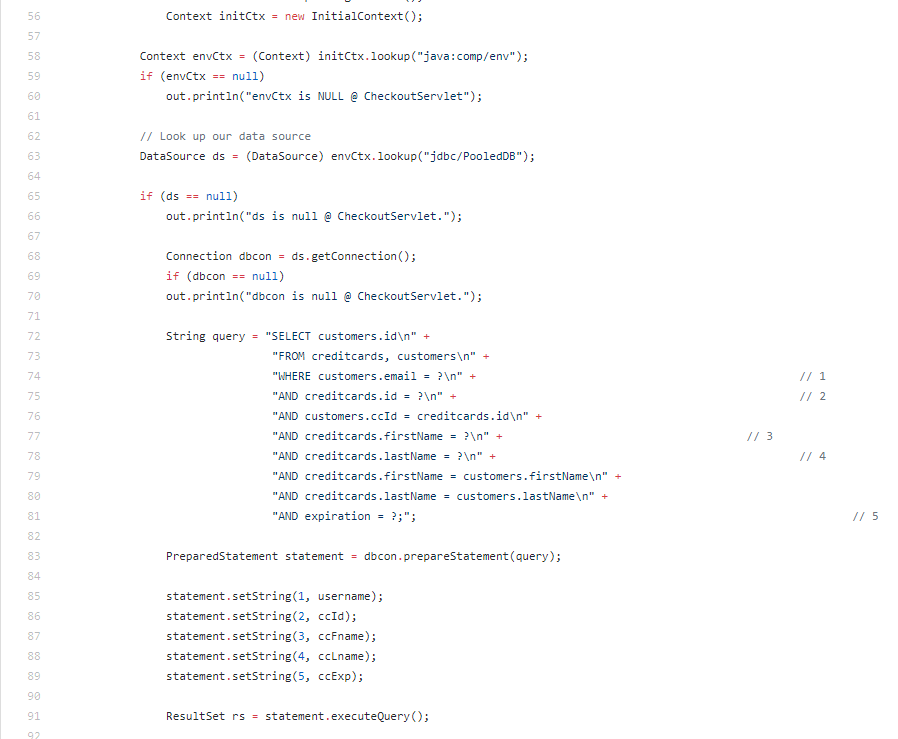 56 Context initCtx = new InitialContext();
57
58 Context envCtx = (Context) initCtx.lookup("java:comp/env");
59 if (envCtx == null)
60 out.println("envCtx is NULL @ CheckoutServlet");
61
62 // Look up our data source
63 DataSource ds = (DataSource) envCtx.lookup("jdbc/PooledDB");
64
65 if (ds == null)
66 out.println("ds is null @ CheckoutServlet.");
67
68 Connection dbcon = ds.getConnection();
69 if (dbcon == null)
70 out.println("dbcon is null @ CheckoutServlet.");
71
72 String query = "SELECT customers.id\n" +
73 "FROM creditcards, customers\n" +
74 "WHERE customers.email = ?\n" + // 1
75 "AND creditcards.id = ?\n" + // 2
76 "AND customers.ccId = creditcards.id\n" +
77 "AND creditcards.firstName = ?\n" + // 3
78 "AND creditcards.lastName = ?\n" + // 4
79 "AND creditcards.firstName = customers.firstName\n" +
80 "AND creditcards.lastName = customers.lastName\n" +
81 "AND expiration = ?;"; // 5
82
83 PreparedStatement statement = dbcon.prepareStatement(query);
84
85 statement.setString(1, username);
86 statement.setString(2, ccId);
87 statement.setString(3, ccFname);
88 statement.setString(4, ccLname);
89 statement.setString(5, ccExp);
90
91 ResultSet rs = statement.executeQuery();
92